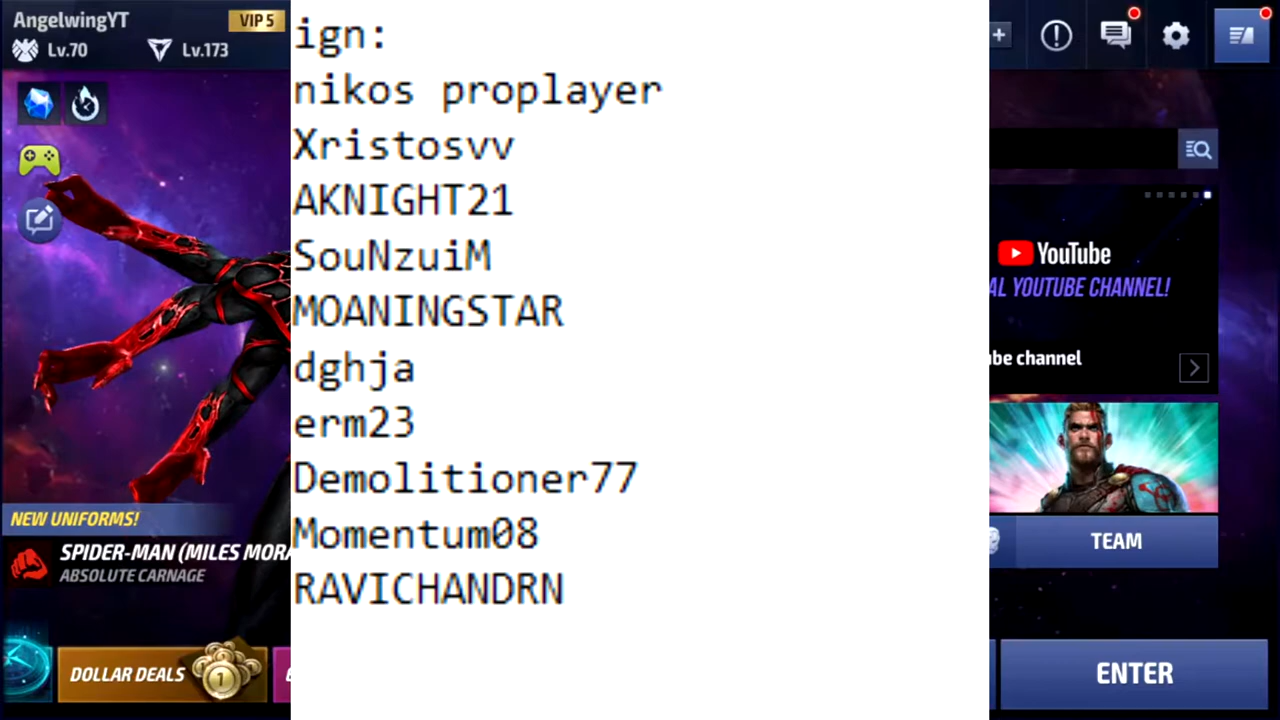 AngelwingYT
VIP 5
Lv.70
Lv.173
NEW UNIFORMS!
SPIDER-MAN (MILES MORA
ABSOLUTE CARNAGE
DOLLAR DEALS
1
ign:
nikos proplayer
Xristosvv
AKNIGHT21
SouNzuiM
MOANINGSTAR
dghja
erm23
Demolitioner77
Momentum08
RAVICHANDRN
YouTube
AL YOUTUBE CHANNEL!
be channel
TEAM
ENTER